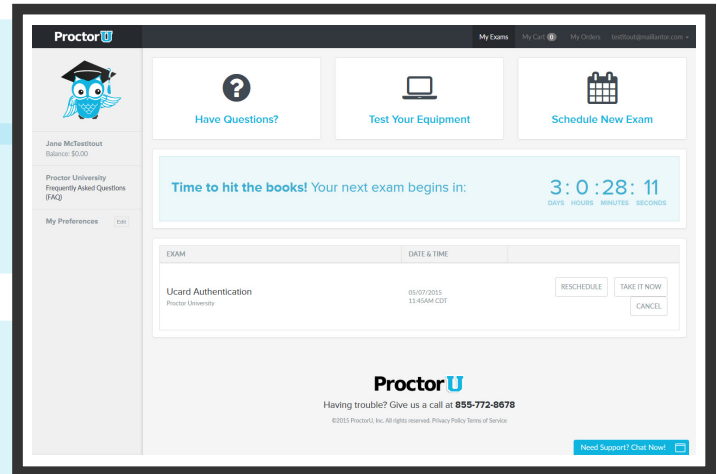 ProctorU
My Exams
My Cart 0
My Orders
testitout@mailiantor.com
Have Questions?
Test Your Equipment
Schedule New Exam
Jane McTestitout
Balance: $0.00
Proctor University
Frequently Asked Questions
(FAQ)
My Preferences
Edit
Time to hit the books! Your next exam begins in:
3 : 0 : 28 : 11
DAYS HOURS MINUTES SECONDS
EXAM
DATE & TIME
Ucard Authentication
Proctor University
05/07/2015
11:45AM CDT
RESCHEDULE
TAKE IT NOW
CANCEL
ProctorU
Having trouble? Give us a call at 855-772-8678
©2015 ProctorU, Inc. All rights reserved. Privacy Policy Terms of Service
Need Support? Chat Now!